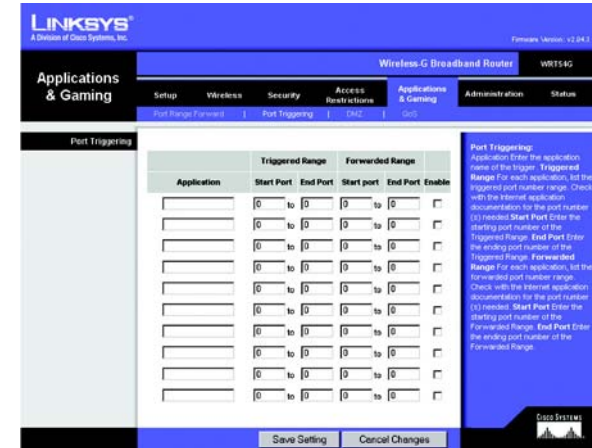 LINKSYS®
A Division of Cisco Systems, Inc.
Firmware Version: v2.04.3
Wireless-G Broadband Router WRT54G
Applications & Gaming
Setup Wireless Security Access Restrictions Applications & Gaming Administration Status
Port Range Forward | Port Triggering | DMZ | QoS
Port Triggering
Triggered Range Forwarded Range
Application Start Port End Port Start port End Port Enable
0 to 0 0 to 0
0 to 0 0 to 0
0 to 0 0 to 0
0 to 0 0 to 0
0 to 0 0 to 0
0 to 0 0 to 0
0 to 0 0 to 0
0 to 0 0 to 0
0 to 0 0 to 0
0 to 0 0 to 0
Port Triggering:
Application Enter the application
name of the trigger. Triggered
Range For each application, list the
triggered port number range. Check
with the Internet application
documentation for the port number
(s) needed. Start Port Enter the
starting port number of the
Triggered Range. End Port Enter
the ending port number of the
Triggered Range. Forwarded
Range For each application, list the
forwarded port number range.
Check with the Internet application
documentation for the port number
(s) needed. Start Port Enter the
starting port number of the
Forwarded Range. End Port Enter
the ending port number of the
Forwarded Range.
Save Setting Cancel Changes
CISCO SYSTEMS